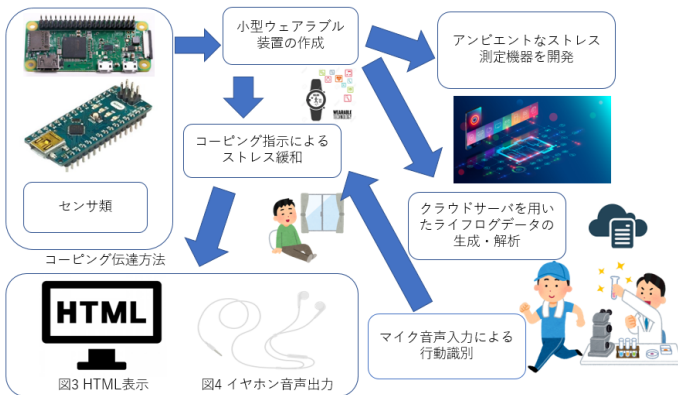 小型ウェアラブル
装置の作成
アンビエントなストレス
測定機器を開発
WEARABLE
コーピング指示による
ストレス緩和
センサ類
クラウドサーバを用い
たライフログデータの
生成・解析
コーピング伝達方法
HTML
マイク音声入力による
行動識別
図3 HTML表示
図4 イヤホン音声出力